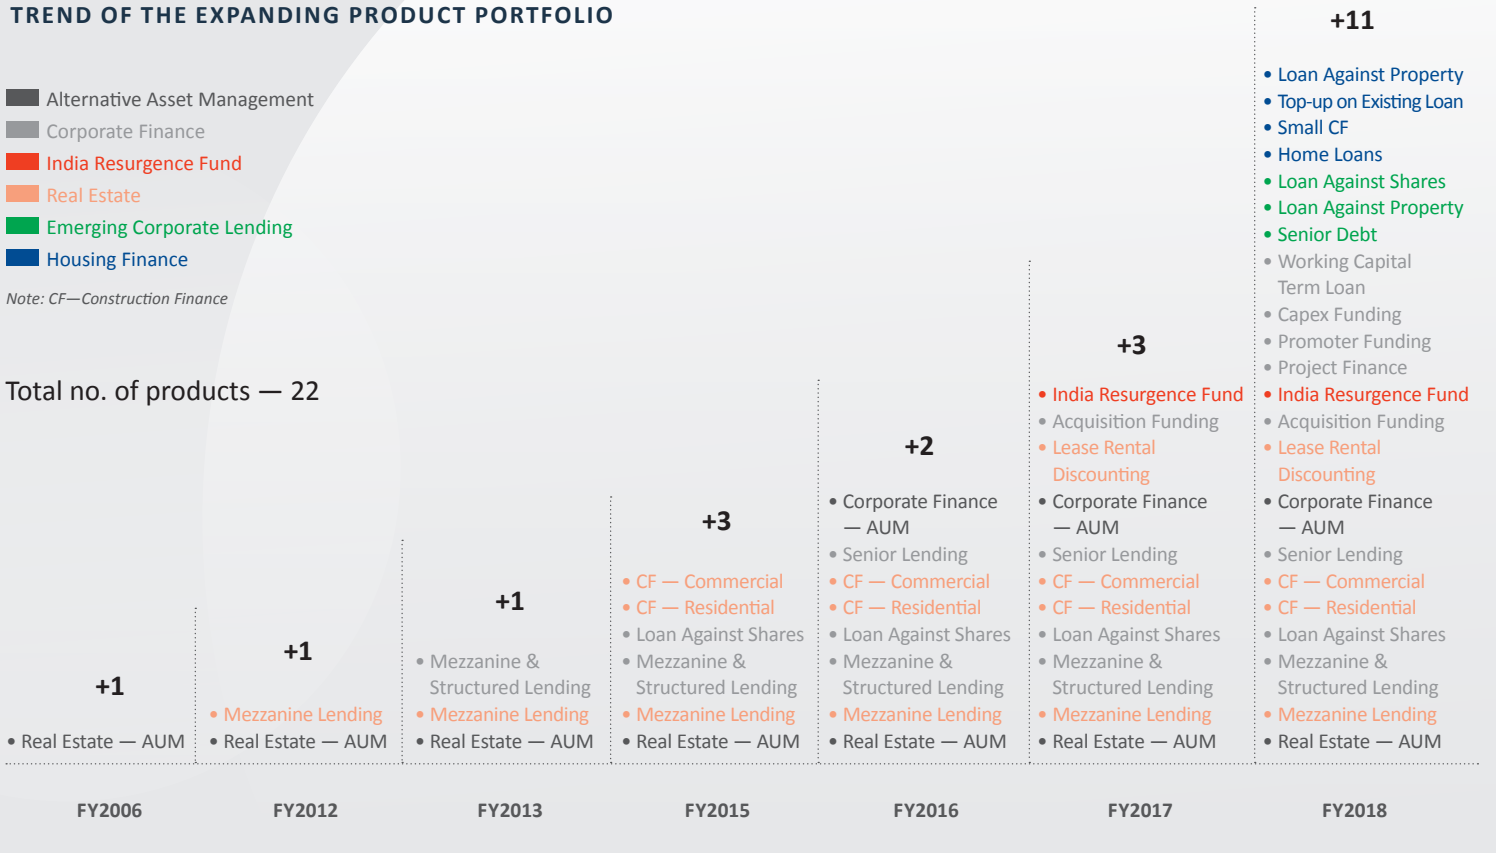 TREND OF THE EXPANDING PRODUCT PORTFOLIO
Alternative Asset Management
Corporate Finance
India Resurgence Fund
Real Estate
Emerging Corporate Lending
Housing Finance
Note: CF—Construction Finance
Total no. of products — 22
+1
• Real Estate — AUM
FY2006
+1
• Mezzanine Lending
• Real Estate — AUM
FY2012
+1
• Mezzanine &
Structured Lending
• Mezzanine Lending
• Real Estate — AUM
FY2013
+3
• CF — Commercial
• CF — Residential
• Loan Against Shares
• Mezzanine &
Structured Lending
• Mezzanine Lending
• Real Estate — AUM
FY2015
+2
• Corporate Finance
— AUM
• Senior Lending
• CF — Commercial
• CF — Residential
• Loan Against Shares
• Mezzanine &
Structured Lending
• Mezzanine Lending
• Real Estate — AUM
FY2016
+3
• India Resurgence Fund
• Acquisition Funding
• Lease Rental
Discounting
• Corporate Finance
— AUM
• Senior Lending
• CF — Commercial
• CF — Residential
• Loan Against Shares
• Mezzanine &
Structured Lending
• Mezzanine Lending
• Real Estate — AUM
FY2017
+11
• Loan Against Property
• Top-up on Existing Loan
• Small CF
• Home Loans
• Loan Against Shares
• Loan Against Property
• Senior Debt
• Working Capital
Term Loan
• Capex Funding
• Promoter Funding
• Project Finance
• India Resurgence Fund
• Acquisition Funding
• Lease Rental
Discounting
• Corporate Finance
— AUM
• Senior Lending
• CF — Commercial
• CF — Residential
• Loan Against Shares
• Mezzanine &
Structured Lending
• Mezzanine Lending
• Real Estate — AUM
FY2018